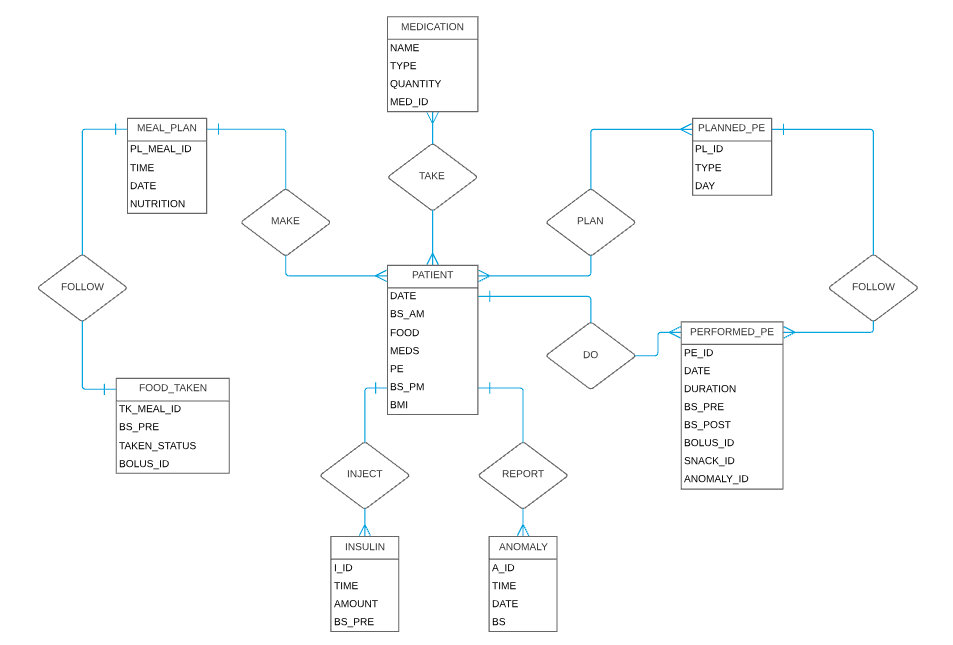 MEDICATION
NAME
TYPE
QUANTITY
MED_ID
MEAL_PLAN
PL_MEAL_ID
TIME
DATE
NUTRITION
PLANNED_PE
PL_ID
TYPE
DAY
TAKE
MAKE
PLAN
FOLLOW
FOLLOW
PATIENT
DATE
BS_AM
FOOD
MEDS
PE
BS_PM
BMI
DO
PERFORMED_PE
PE_ID
DATE
DURATION
BS_PRE
BS_POST
BOLUS_ID
SNACK_ID
ANOMALY_ID
FOOD_TAKEN
TK_MEAL_ID
BS_PRE
TAKEN_STATUS
BOLUS_ID
INJECT
REPORT
INSULIN
I_ID
TIME
AMOUNT
BS_PRE
ANOMALY
A_ID
TIME
DATE
BS